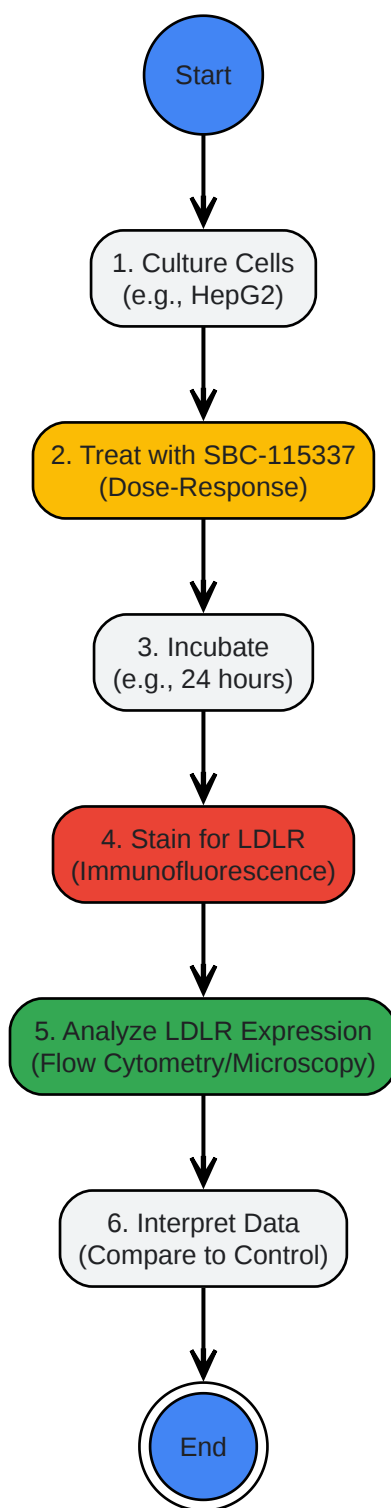 Start
1. Culture Cells
(e.g., HepG2)
2. Treat with SBC-115337
(Dose-Response)
3. Incubate
(e.g., 24 hours)
4. Stain for LDLR
(Immunofluorescence)
5. Analyze LDLR Expression
(Flow Cytometry/Microscopy)
6. Interpret Data
(Compare to Control)
End